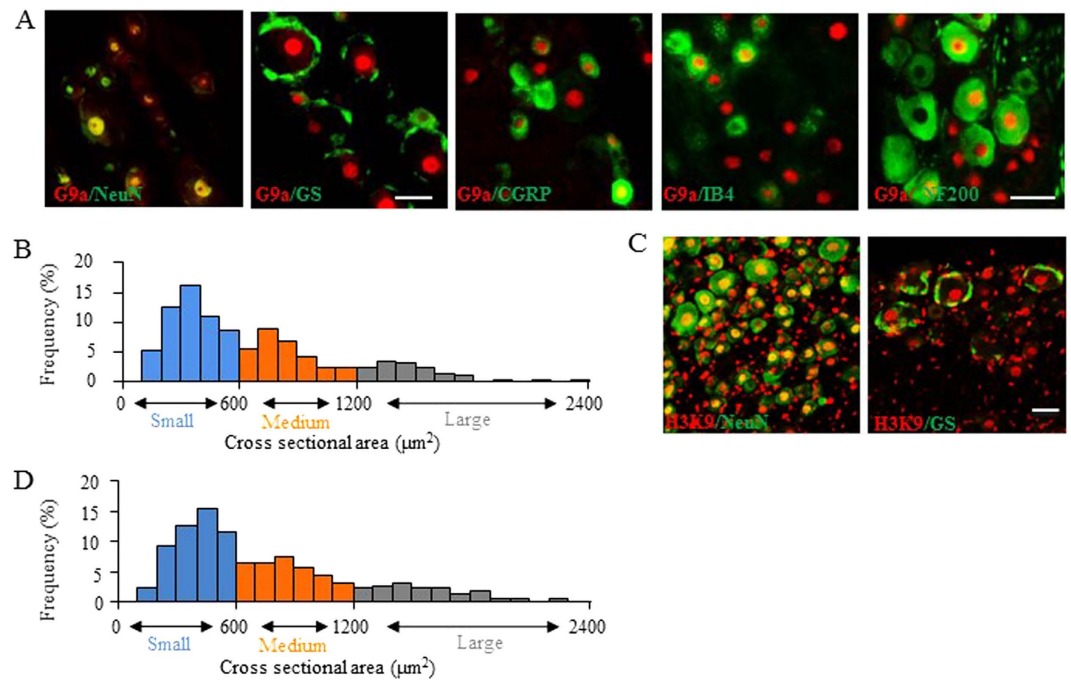 A
G9a/NeuN
G9a/GS
G9a/CGRP
G9a/IB4
G9a/NF200
B
Frequency (%)
20
15
10
5
0
0 600 1200 2400
Small Medium Large
Cross sectional area (μm²)
C
H3K9/NeuN
H3K9/GS
D
Frequency (%)
20
15
10
5
0
0 600 1200 2400
Small Medium Large
Cross sectional area (μm²)